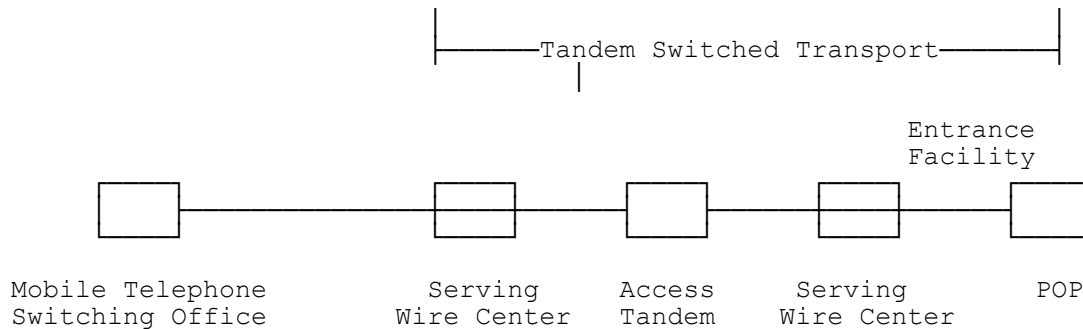 Tandem Switched Transport
Entrance
Facility
Mobile Telephone Serving Access Serving POP
Switching Office Wire Center Tandem Wire Center